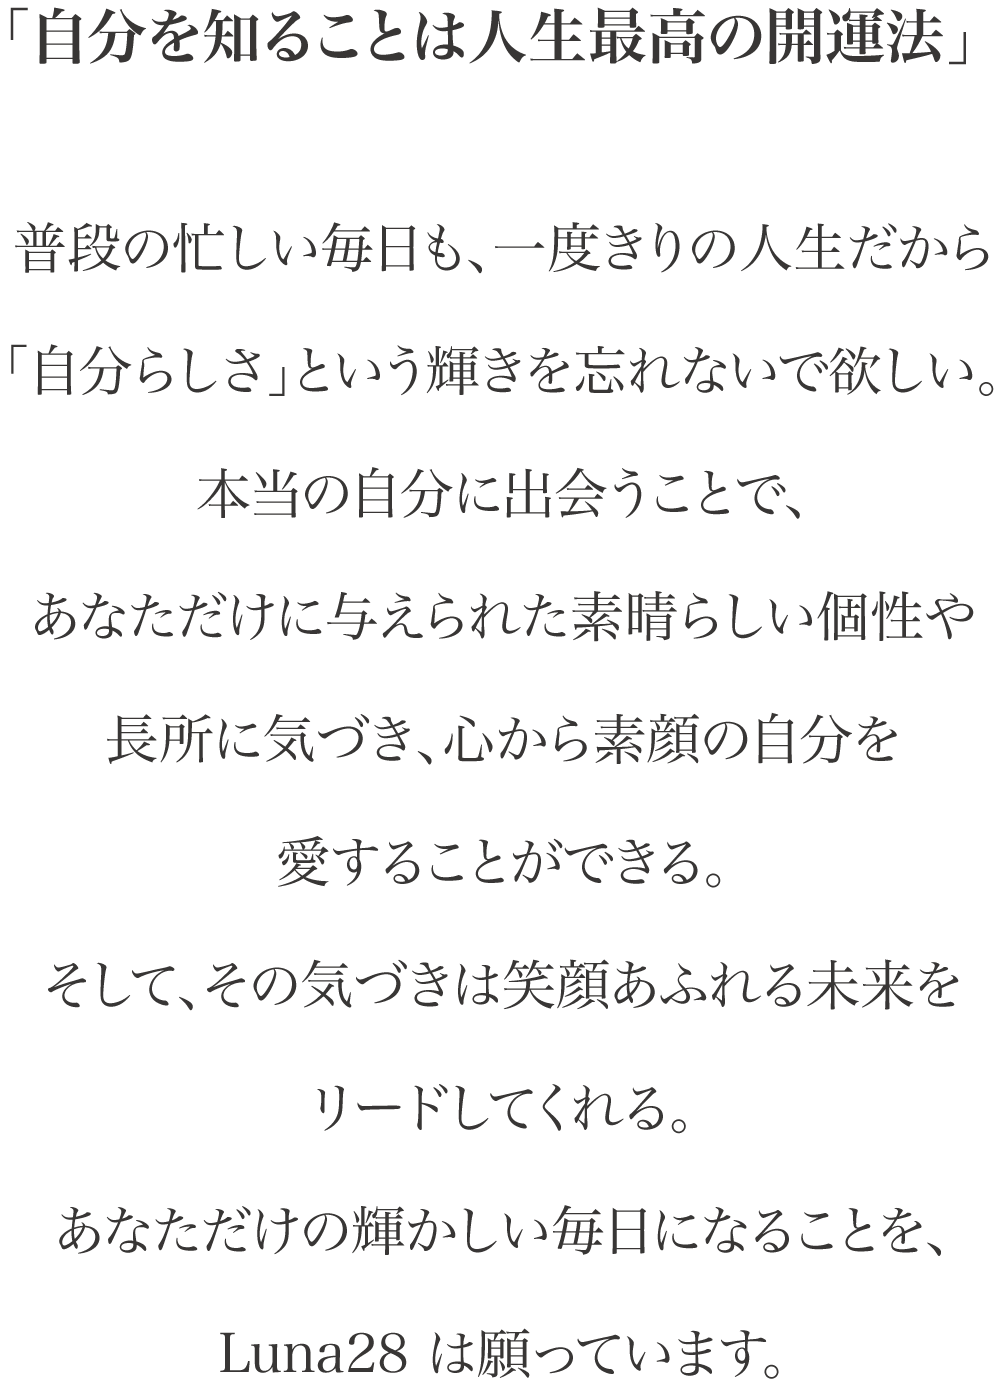 「自分を知ることは人生最高の開運法」
普段の忙しい毎日も、一度きりの人生だから
「自分らしさ」という輝きを忘れないで欲しい。
本当の自分に出会うことで、
あなただけに与えられた素晴らしい個性や
長所に気づき、心から素顔の自分を
愛することができる。
そして、その気づきは笑顔あふれる未来を
リードしてくれる。
あなただけの輝かしい毎日になることを、
Luna28 は願っています。